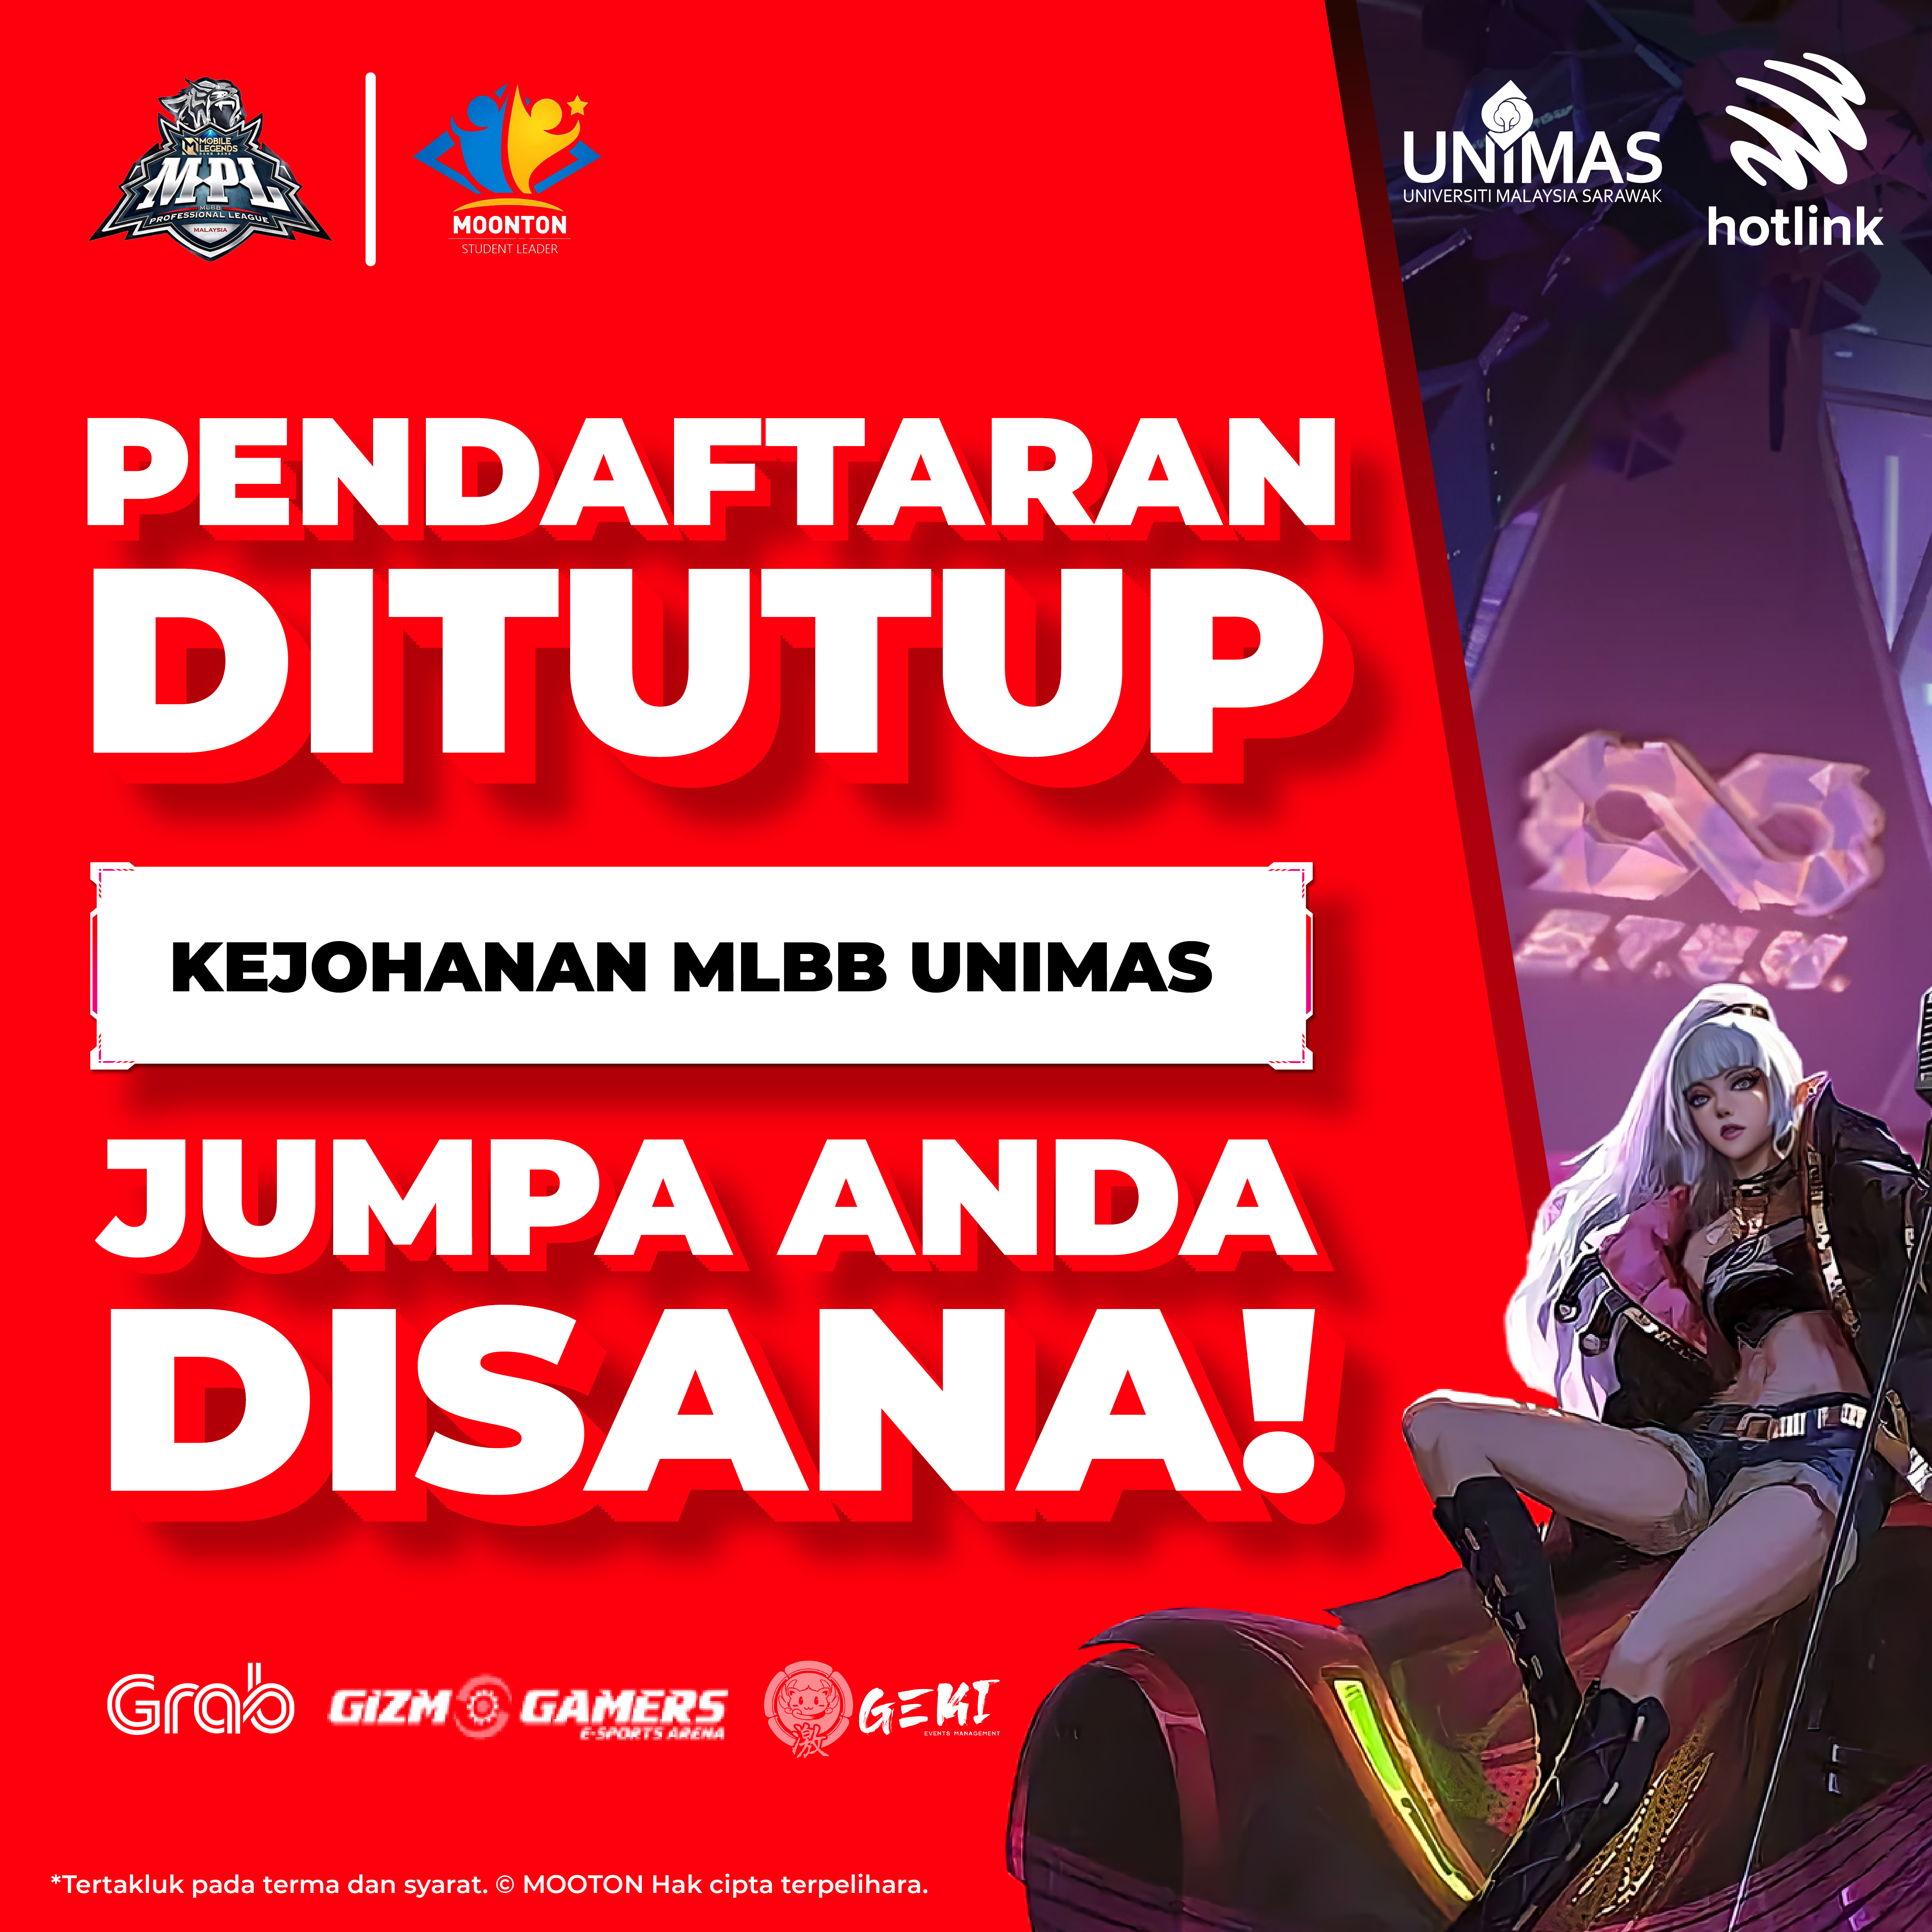 MOBILE
LEGENDS
MPL
MLBB
PROFESSIONAL LEAGUE
MALAYSIA
MOONTON
STUDENT LEADER
UNIMAS
UNIVERSITI MALAYSIA SARAWAK
hotlink
PENDAFTARAN
DITUTUP
KEJOHANAN MLBB UNIMAS
JUMPA ANDA
DISANA!
S.T.U.N.
Grab
GIZMO GAMERS
E-SPORTS ARENA
激
GEKI
EVENTS MANAGEMENT
*Tertakluk pada terma dan syarat. © MOOTON Hak cipta terpelihara.